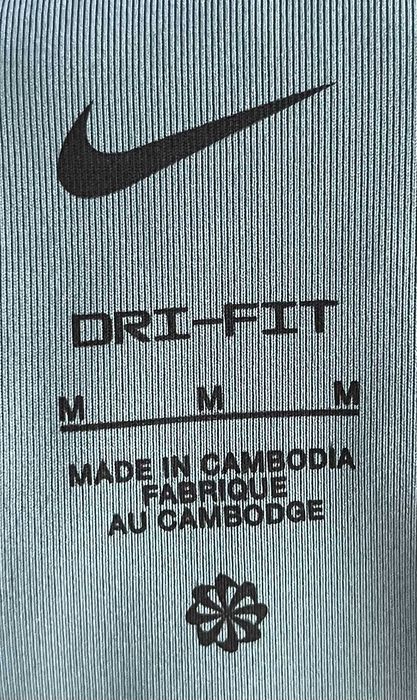 DRI-FIT
M M M
MADE IN CAMBODIA
FABRIQUE
AU CAMBODGE